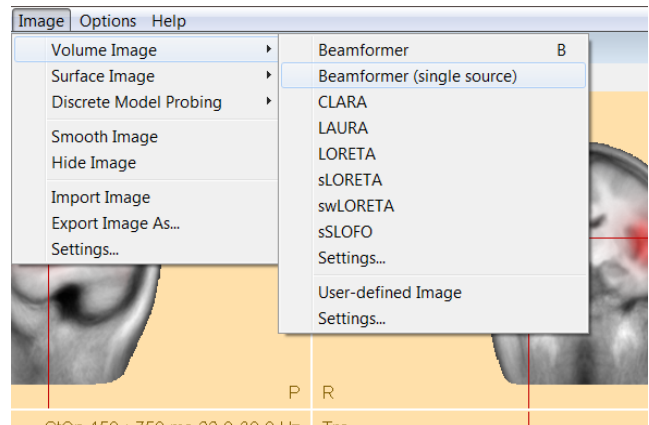 Image Options Help
Volume Image
Surface Image
Discrete Model Probing
Smooth Image
Hide Image
Import Image
Export Image As...
Settings...
Beamformer B
Beamformer (single source)
CLARA
LAURA
LORETA
sLORETA
swLORETA
sSLOFO
Settings...
User-defined Image
Settings...
P R